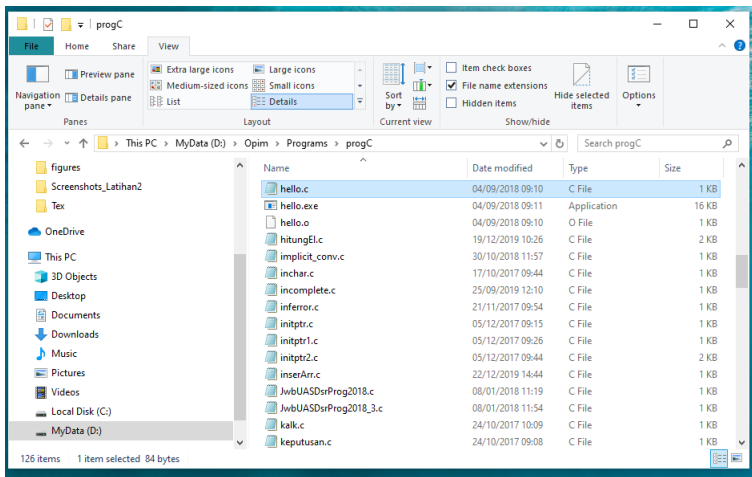 progC
File Home Share View
Navigation pane
Preview pane
Details pane
Panes
Extra large icons Large icons
Medium-sized icons Small icons
List Details
Layout
Sort by
Current view
Item check boxes
File name extensions
Hidden items
Hide selected items
Show/hide
Options
This PC > MyData (D:) > Opim > Programs > progC
Search progC
figures
Screenshots_Latihan2
Tex
OneDrive
This PC
3D Objects
Desktop
Documents
Downloads
Music
Pictures
Videos
Local Disk (C:)
MyData (D:)
Name Date modified Type Size
hello.c 04/09/2018 09:10 C File 1 KB
hello.exe 04/09/2018 09:11 Application 16 KB
hello.o 04/09/2018 09:10 O File 1 KB
hitungEl.c 19/12/2019 10:26 C File 2 KB
implicit_conv.c 30/10/2018 11:57 C File 1 KB
inchar.c 17/10/2017 09:44 C File 1 KB
incomplete.c 25/09/2019 12:10 C File 1 KB
inferror.c 21/11/2017 09:54 C File 1 KB
initptr.c 05/12/2017 09:15 C File 1 KB
initptr1.c 05/12/2017 09:26 C File 1 KB
initptr2.c 05/12/2017 09:44 C File 2 KB
inserArr.c 22/12/2019 14:44 C File 1 KB
JwbUASDsrProg2018.c 08/01/2018 11:19 C File 1 KB
JwbUASDsrProg2018_3.c 08/01/2018 11:54 C File 1 KB
kalk.c 24/10/2017 10:09 C File 1 KB
keputusan.c 24/10/2017 09:08 C File 1 KB
126 items 1 item selected 84 bytes